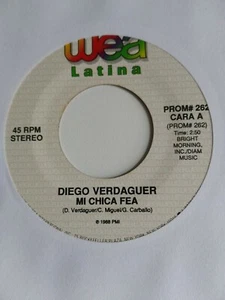 wea
Latina
45 RPM
STEREO
PROM# 262
CARA A
(PROM# 262)
Time: 2:50
BRIGHT
MORNING,
INC./DIAM
MUSIC
DIEGO VERDAGUER
MI CHICA FEA
(D. Verdaguer/C. Miguel/G. Carballo)